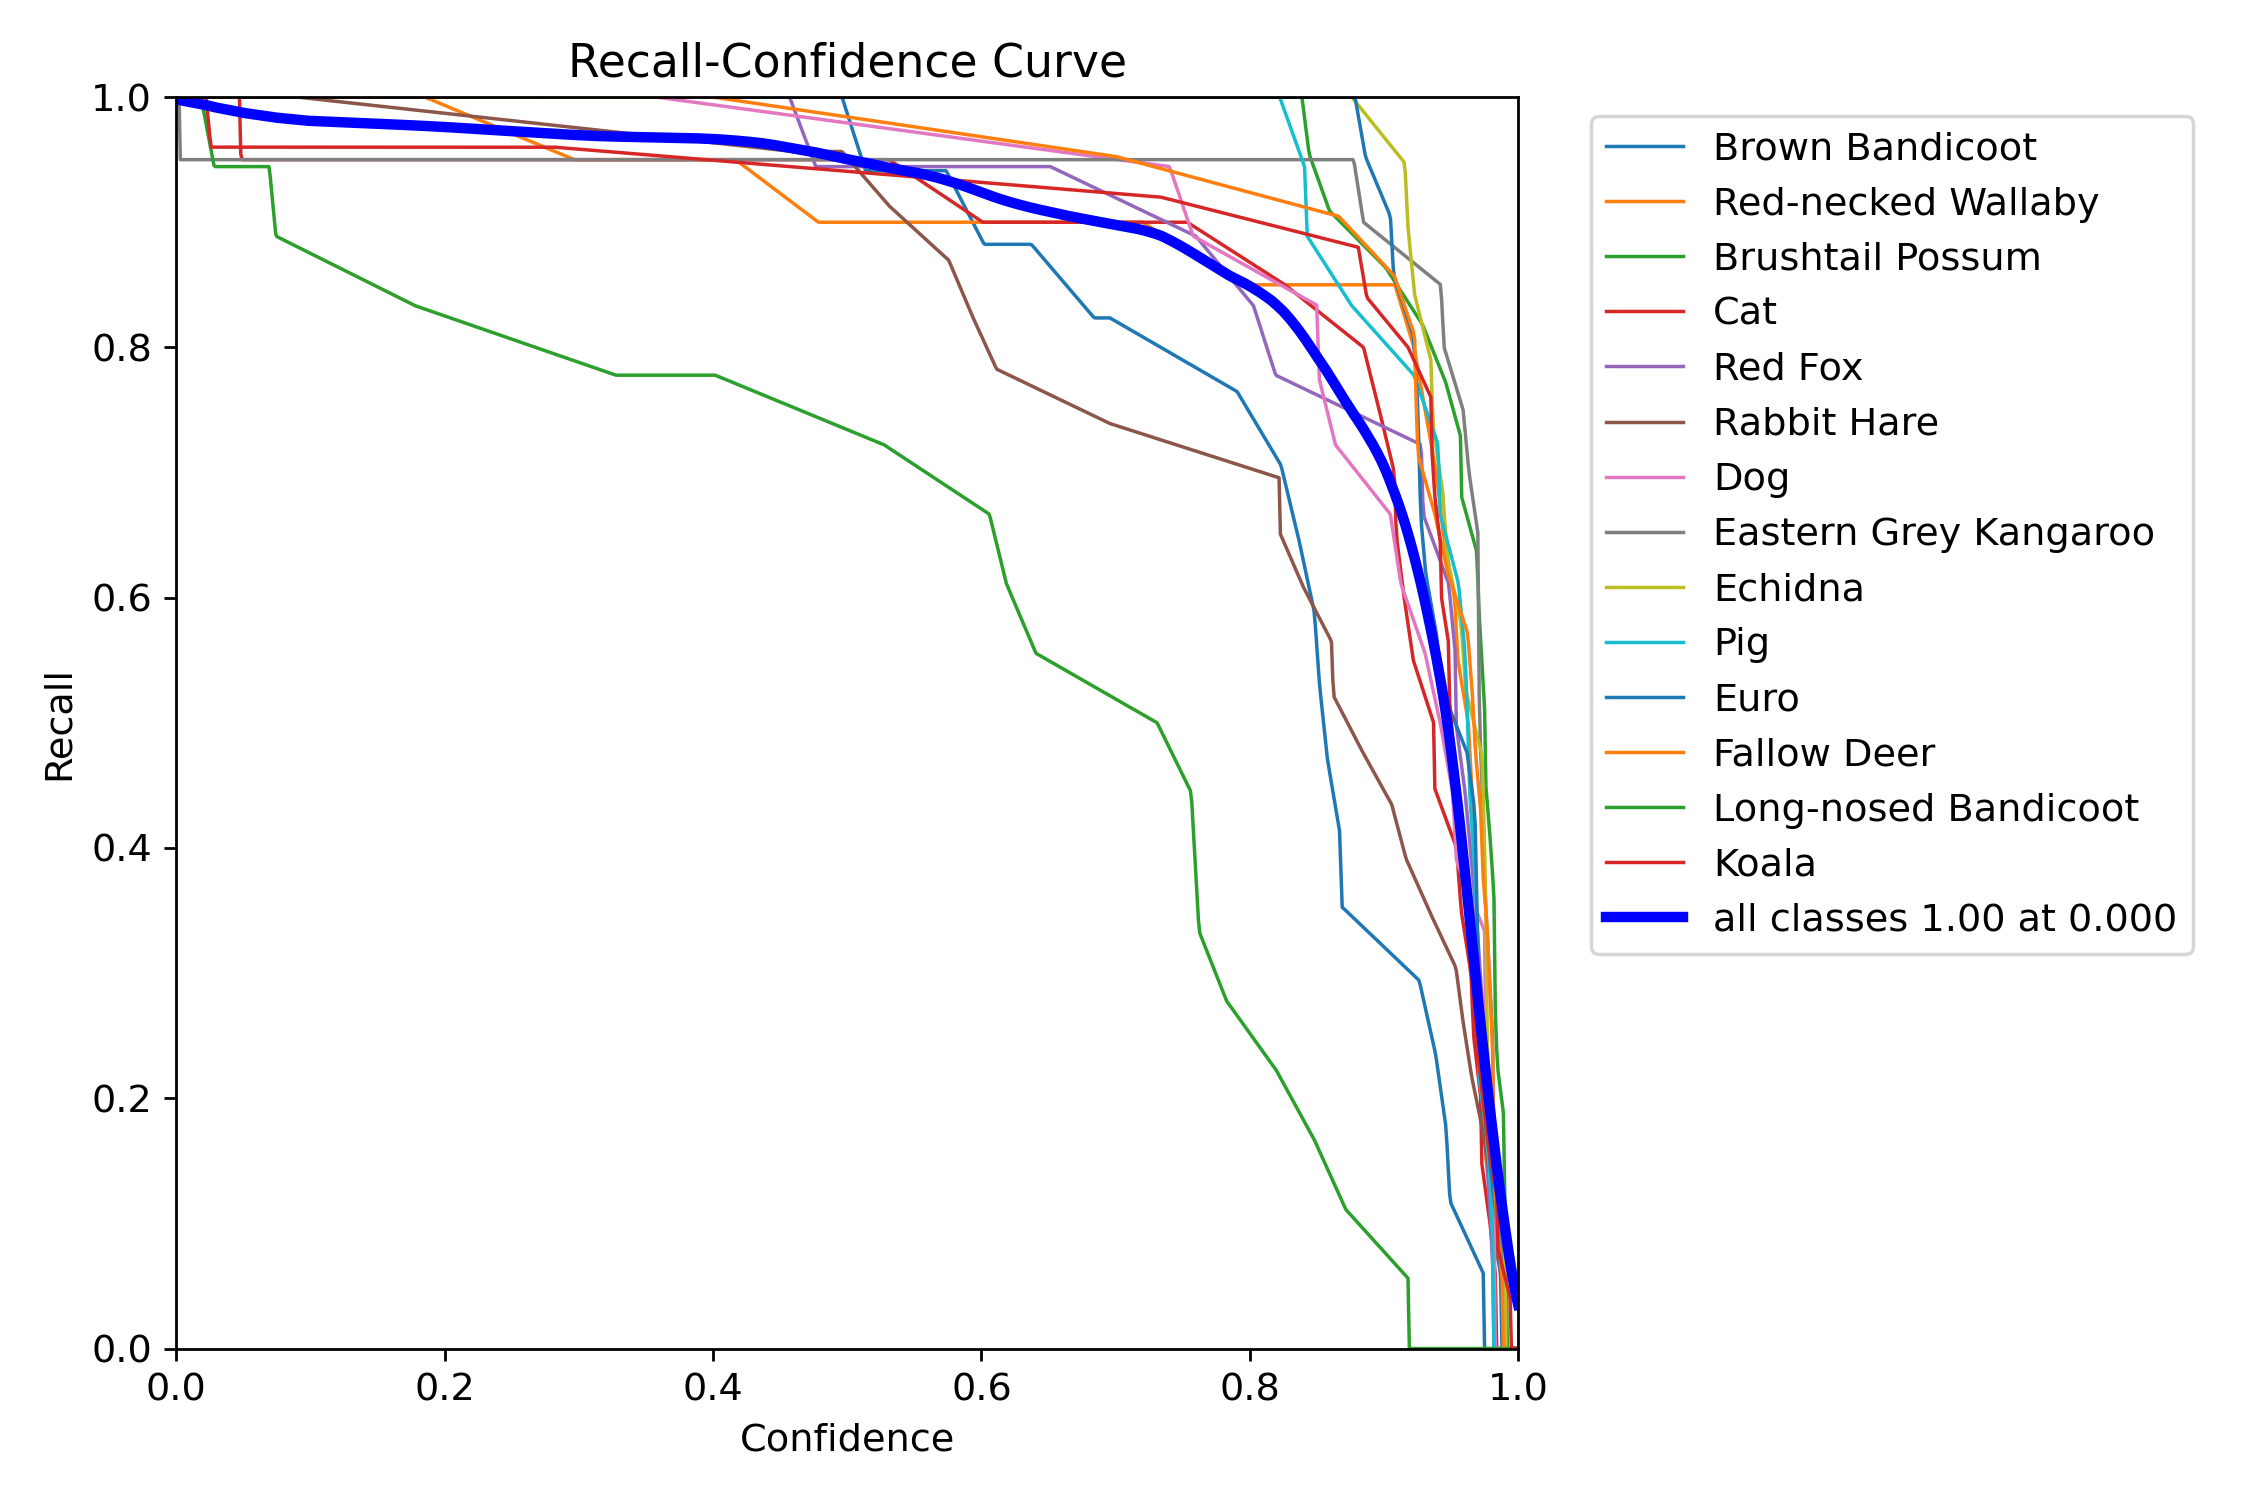 Recall-Confidence Curve
1.0
0.8
0.6
0.4
0.2
0.0
Recall
0.0 0.2 0.4 0.6 0.8 1.0
Confidence
Brown Bandicoot
Red-necked Wallaby
Brushtail Possum
Cat
Red Fox
Rabbit Hare
Dog
Eastern Grey Kangaroo
Echidna
Pig
Euro
Fallow Deer
Long-nosed Bandicoot
Koala
all classes 1.00 at 0.000